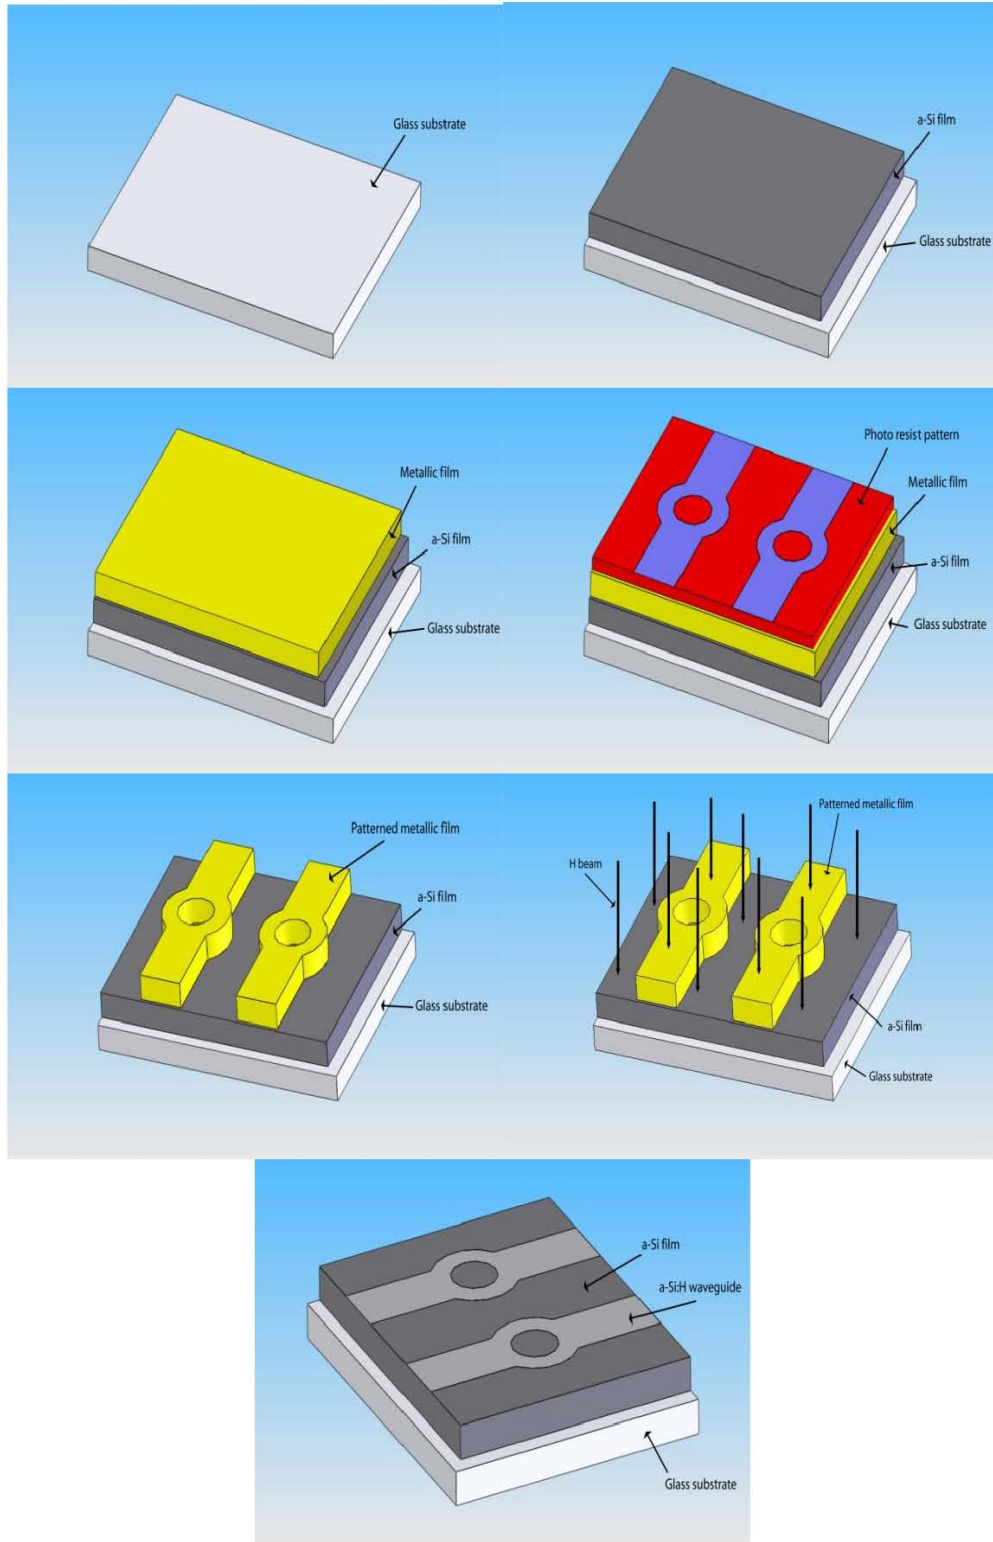 Glass substrate
a-Si film
Glass substrate
Metallic film
a-Si film
Glass substrate
Photo resist pattern
Metallic film
a-Si film
Glass substrate
Patterned metallic film
a-Si film
Glass substrate
Patterned metallic film
H beam
a-Si film
Glass substrate
a-Si film
a-Si:H waveguide
Glass substrate